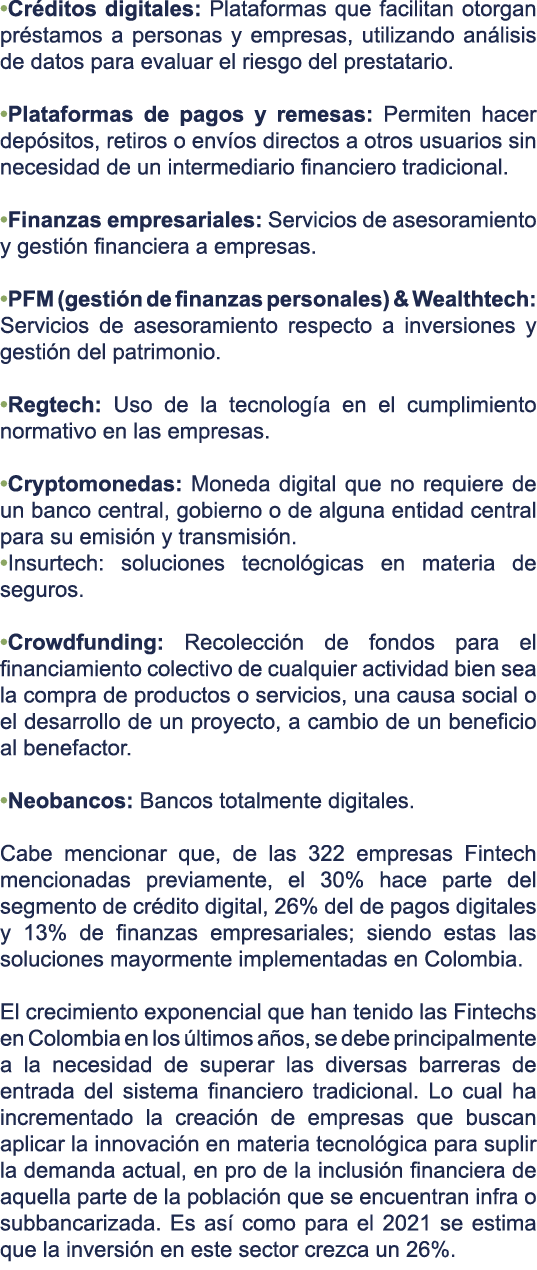 •Créditos digitales: Plataformas que facilitan otorgan
préstamos a personas y empresas, utilizando análisis
de datos para evaluar el riesgo del prestatario.
•Plataformas de pagos y remesas: Permiten hacer
depósitos, retiros o envíos directos a otros usuarios sin
necesidad de un intermediario financiero tradicional.
•Finanzas empresariales: Servicios de asesoramiento
y gestión financiera a empresas.
•PFM (gestión de finanzas personales) & Wealthtech:
Servicios de asesoramiento respecto a inversiones y
gestión del patrimonio.
•Regtech: Uso de la tecnología en el cumplimiento
normativo en las empresas.
•Cryptomonedas: Moneda digital que no requiere de
un banco central, gobierno o de alguna entidad central
para su emisión y transmisión.
•Insurtech: soluciones tecnológicas en materia de
seguros.
•Crowdfunding: Recolección de fondos para el
financiamiento colectivo de cualquier actividad bien sea
la compra de productos o servicios, una causa social o
el desarrollo de un proyecto, a cambio de un beneficio
al benefactor.
•Neobancos: Bancos totalmente digitales.
Cabe mencionar que, de las 322 empresas Fintech
mencionadas previamente, el 30% hace parte del
segmento de crédito digital, 26% del de pagos digitales
y 13% de finanzas empresariales; siendo estas las
soluciones mayormente implementadas en Colombia.
El crecimiento exponencial que han tenido las Fintechs
en Colombia en los últimos años, se debe principalmente
a la necesidad de superar las diversas barreras de
entrada del sistema financiero tradicional. Lo cual ha
incrementado la creación de empresas que buscan
aplicar la innovación en materia tecnológica para suplir
la demanda actual, en pro de la inclusión financiera de
aquella parte de la población que se encuentran infra o
subbancarizada. Es así como para el 2021 se estima
que la inversión en este sector crezca un 26%.